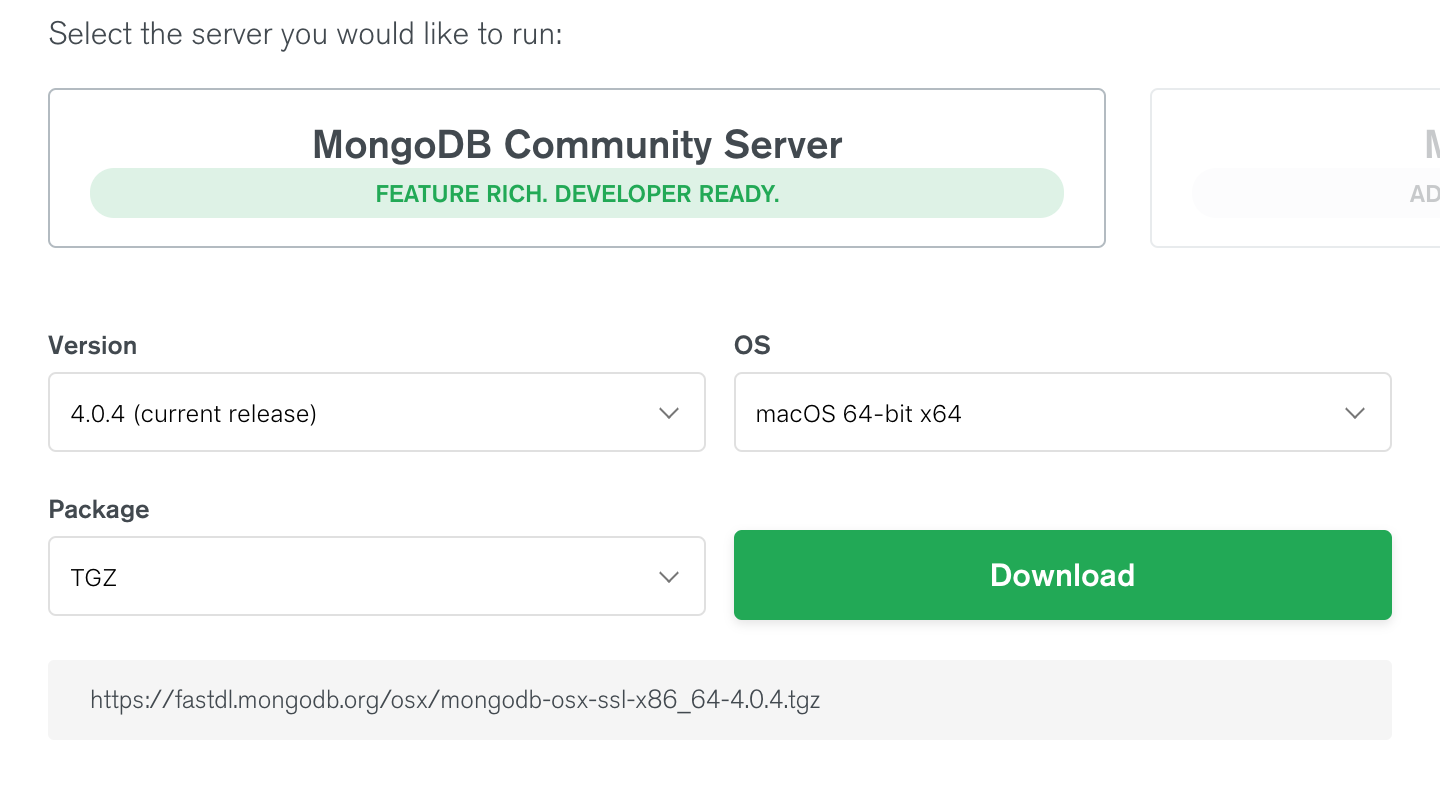 Select the server you would like to run:
MongoDB Community Server
FEATURE RICH. DEVELOPER READY.
Version
OS
4.0.4 (current release)
macOS 64-bit x64
Package
TGZ
Download
https://fastdl.mongodb.org/osx/mongodb-osx-ssl-x86_64-4.0.4.tgz